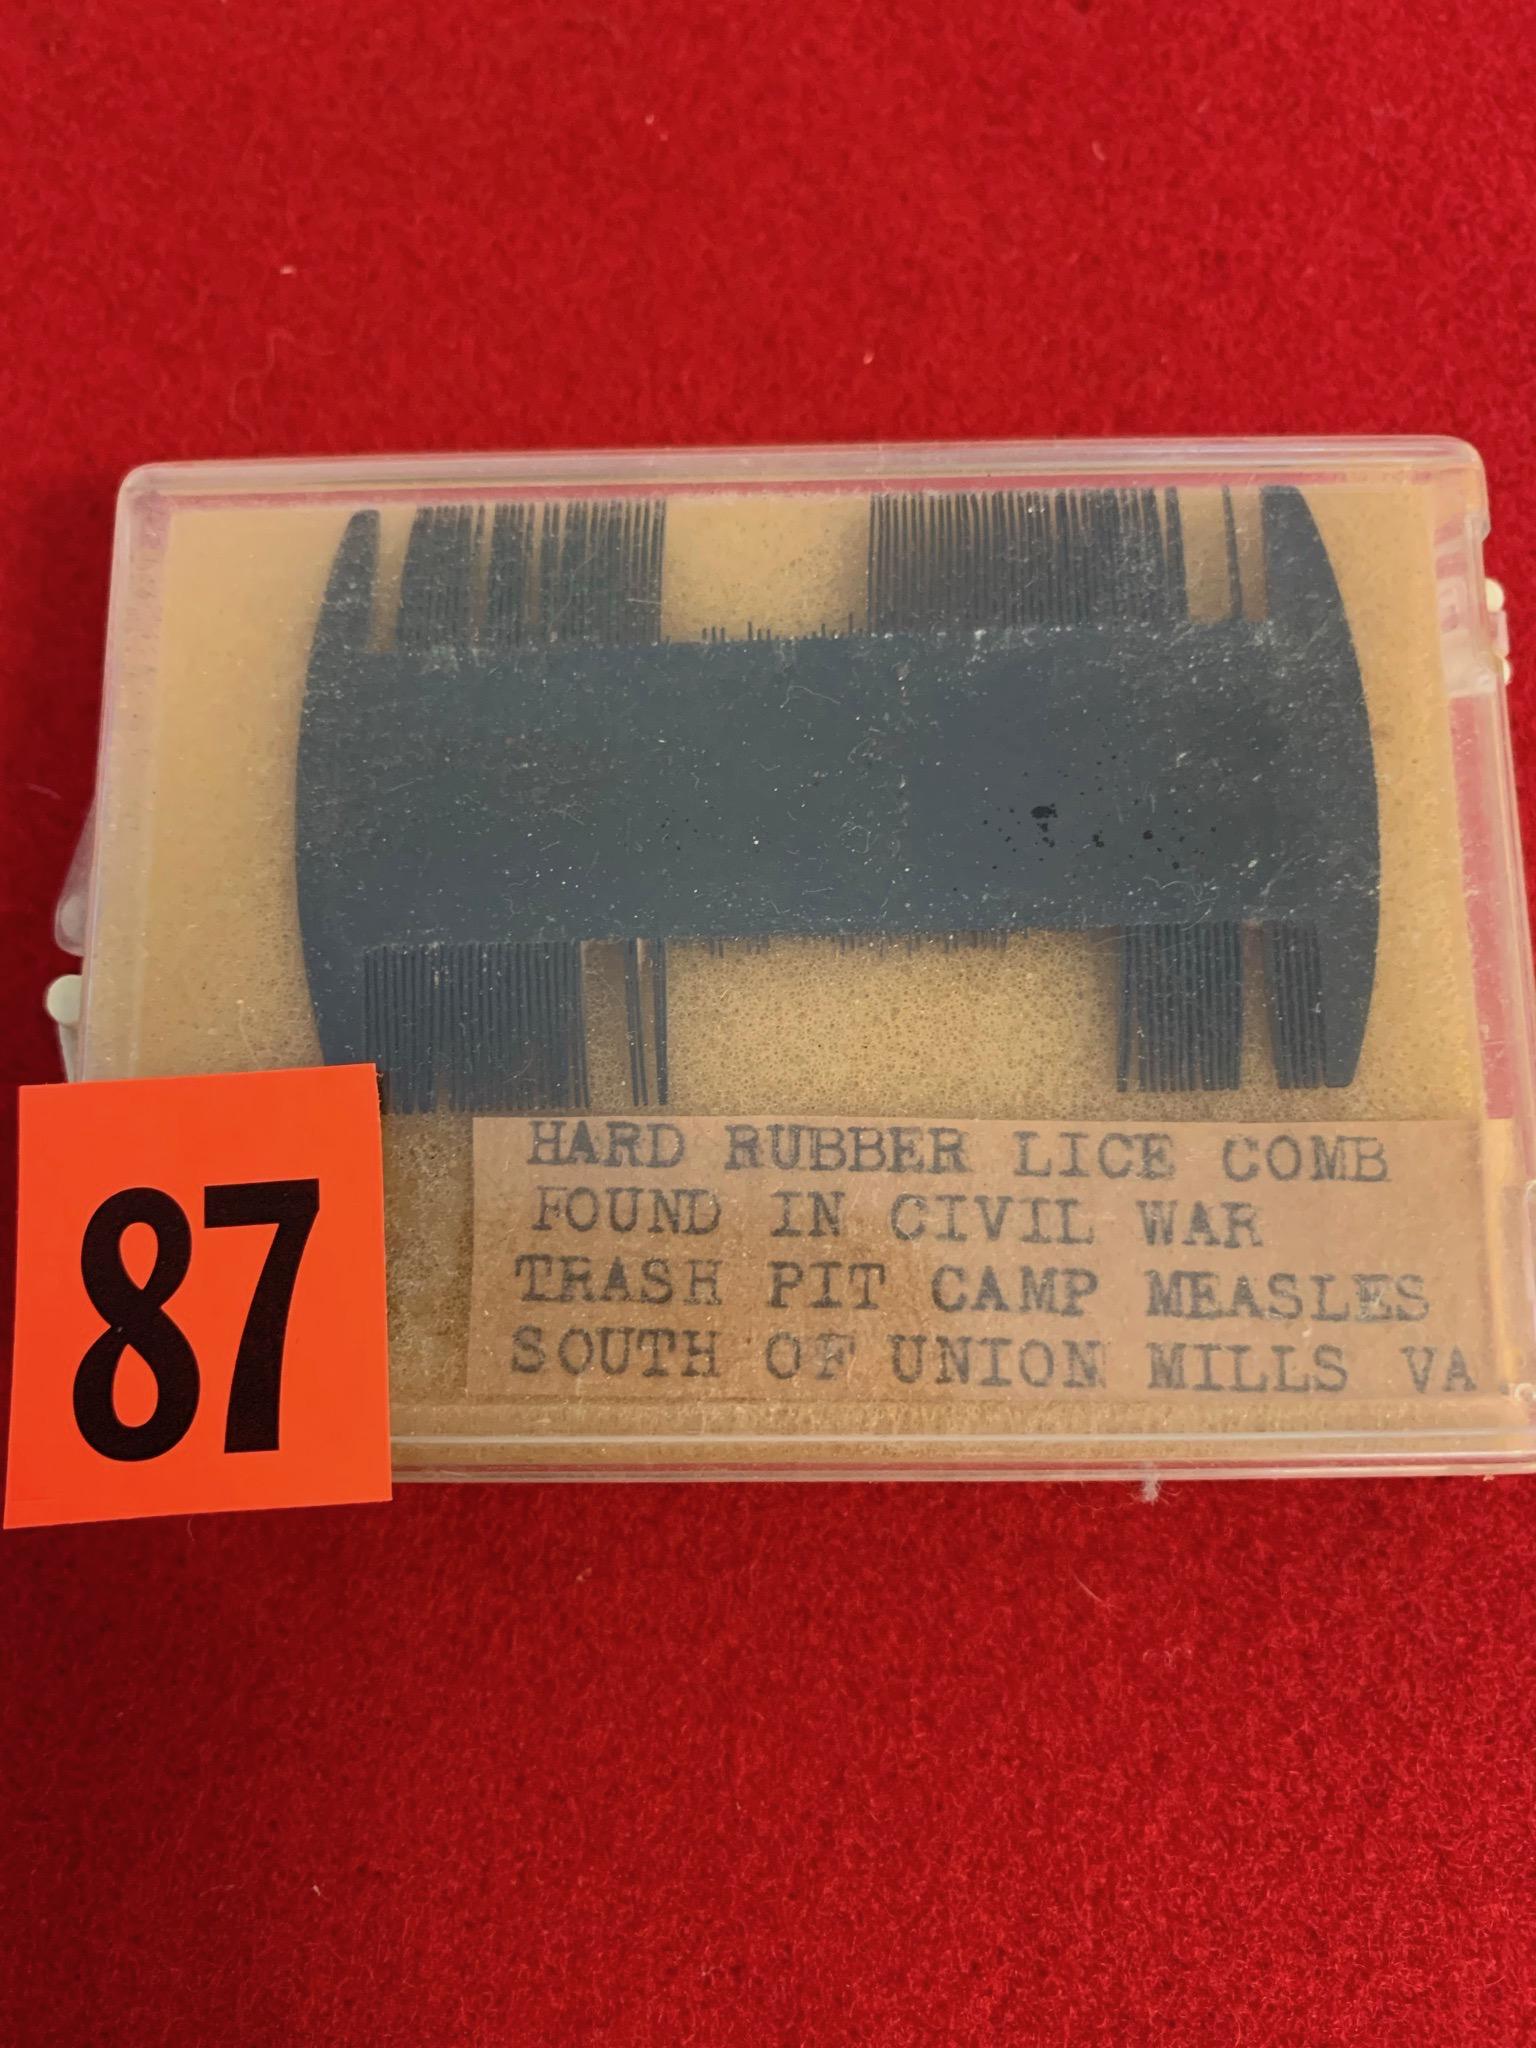 HARD RUBBER LICE COMB
FOUND IN CIVIL WAR
TRASH PIT CAMP MEASLES
SOUTH OF UNION MILLS VA
87